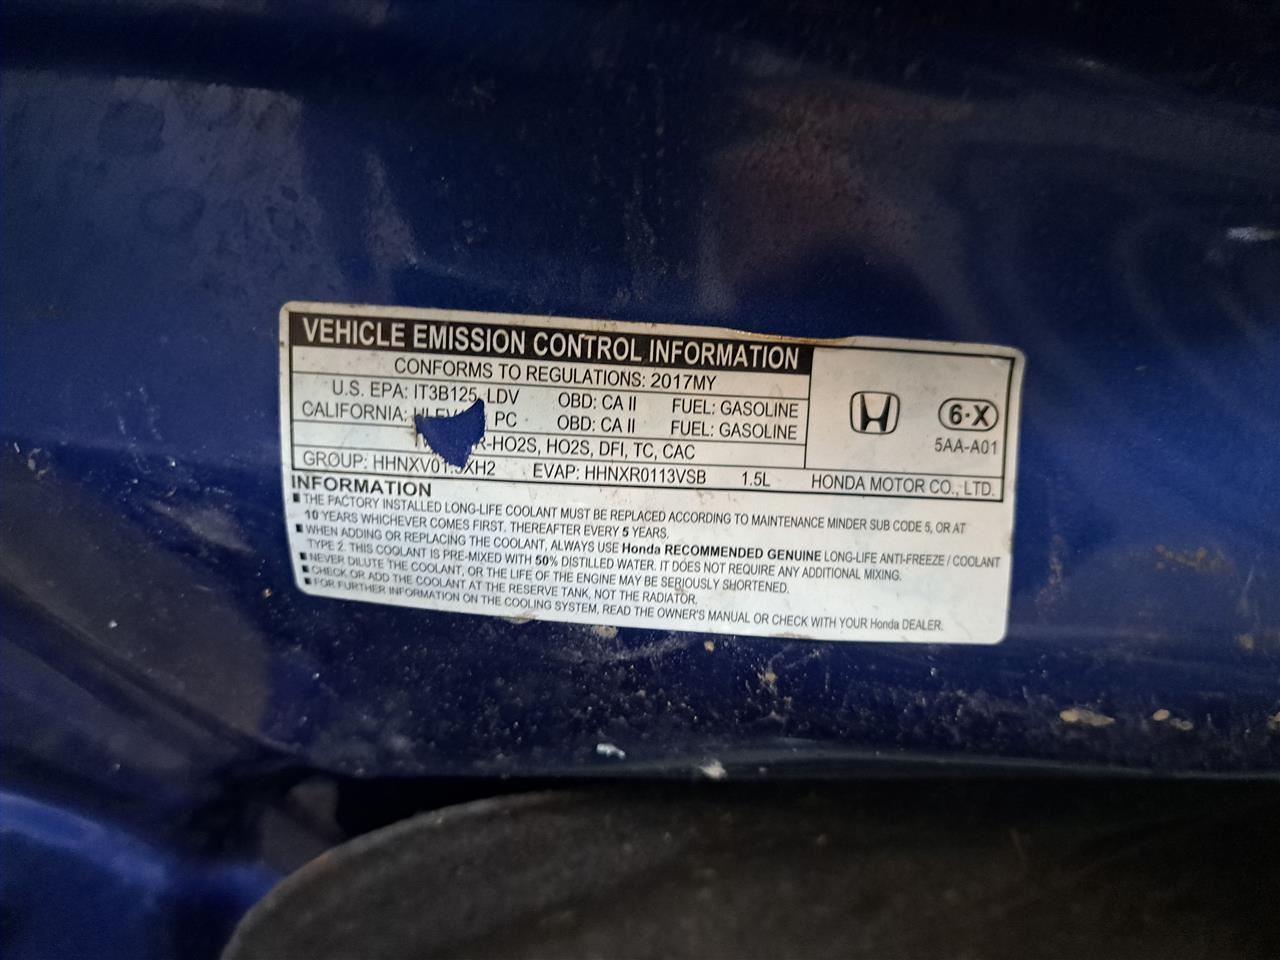 VEHICLE EMISSION CONTROL INFORMATION
CONFORMS TO REGULATIONS: 2017MY
U.S. EPA: IT3B125 LDV OBD: CA II FUEL: GASOLINE
CALIFORNIA: PC OBD: CA II FUEL: GASOLINE
R-HO2S, HO2S, DFI, TC, CAC
GROUP: HHNXV01.5XH2 EVAP: HHNXR0113VSB 1.5L HONDA MOTOR CO., LTD.
6·X
5AA-A01
INFORMATION
■ THE FACTORY INSTALLED LONG-LIFE COOLANT MUST BE REPLACED ACCORDING TO MAINTENANCE MINDER SUB CODE 5, OR AT
10 YEARS WHICHEVER COMES FIRST. THEREAFTER EVERY 5 YEARS.
■ WHEN ADDING OR REPLACING THE COOLANT, ALWAYS USE Honda RECOMMENDED GENUINE LONG-LIFE ANTI-FREEZE / COOLANT
TYPE 2. THIS COOLANT IS PRE-MIXED WITH 50% DISTILLED WATER. IT DOES NOT REQUIRE ANY ADDITIONAL MIXING.
■ NEVER DILUTE THE COOLANT, OR THE LIFE OF THE ENGINE MAY BE SERIOUSLY SHORTENED.
■ CHECK OR ADD THE COOLANT AT THE RESERVE TANK, NOT THE RADIATOR.
■ FOR FURTHER INFORMATION ON THE COOLING SYSTEM, READ THE OWNER'S MANUAL OR CHECK WITH YOUR Honda DEALER.